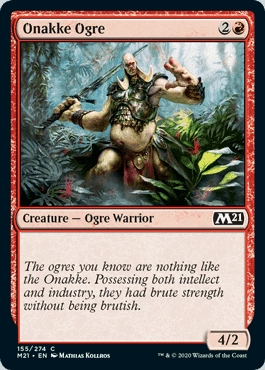 Onakke Ogre 2
Creature — Ogre Warrior M21
The ogres you know are nothing like
the Onakke. Possessing both intellect
and industry, they had brute strength
without being brutish.
4/2
155/274 C
M21 • EN Mathias Kollros ™ & © 2020 Wizards of the Coast